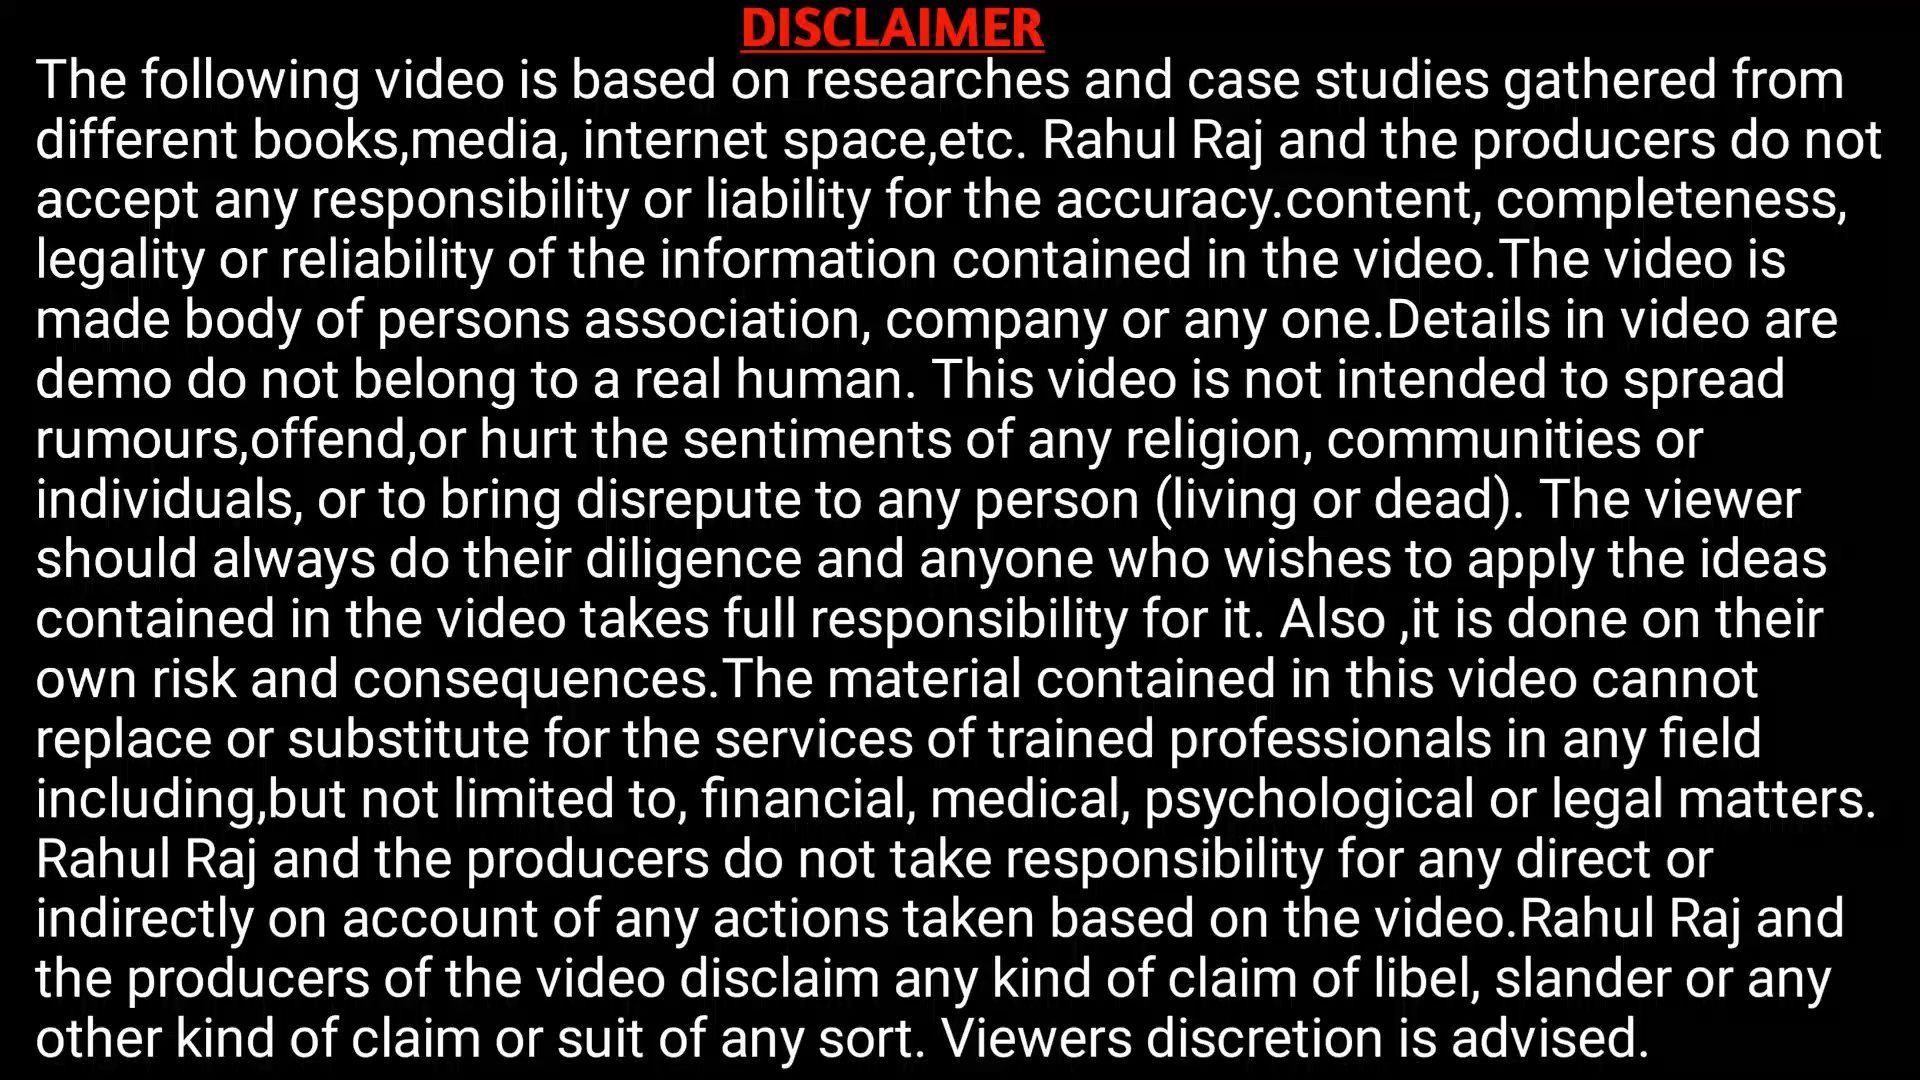 DISCLAIMER
The following video is based on researches and case studies gathered from
different books,media, internet space,etc. Rahul Raj and the producers do not
accept any responsibility or liability for the accuracy.content, completeness,
legality or reliability of the information contained in the video.The video is
made body of persons association, company or any one.Details in video are
demo do not belong to a real human. This video is not intended to spread
rumours,offend,or hurt the sentiments of any religion, communities or
individuals, or to bring disrepute to any person (living or dead). The viewer
should always do their diligence and anyone who wishes to apply the ideas
contained in the video takes full responsibility for it. Also ,it is done on their
own risk and consequences.The material contained in this video cannot
replace or substitute for the services of trained professionals in any field
including,but not limited to, financial, medical, psychological or legal matters.
Rahul Raj and the producers do not take responsibility for any direct or
indirectly on account of any actions taken based on the video.Rahul Raj and
the producers of the video disclaim any kind of claim of libel, slander or any
other kind of claim or suit of any sort. Viewers discretion is advised.